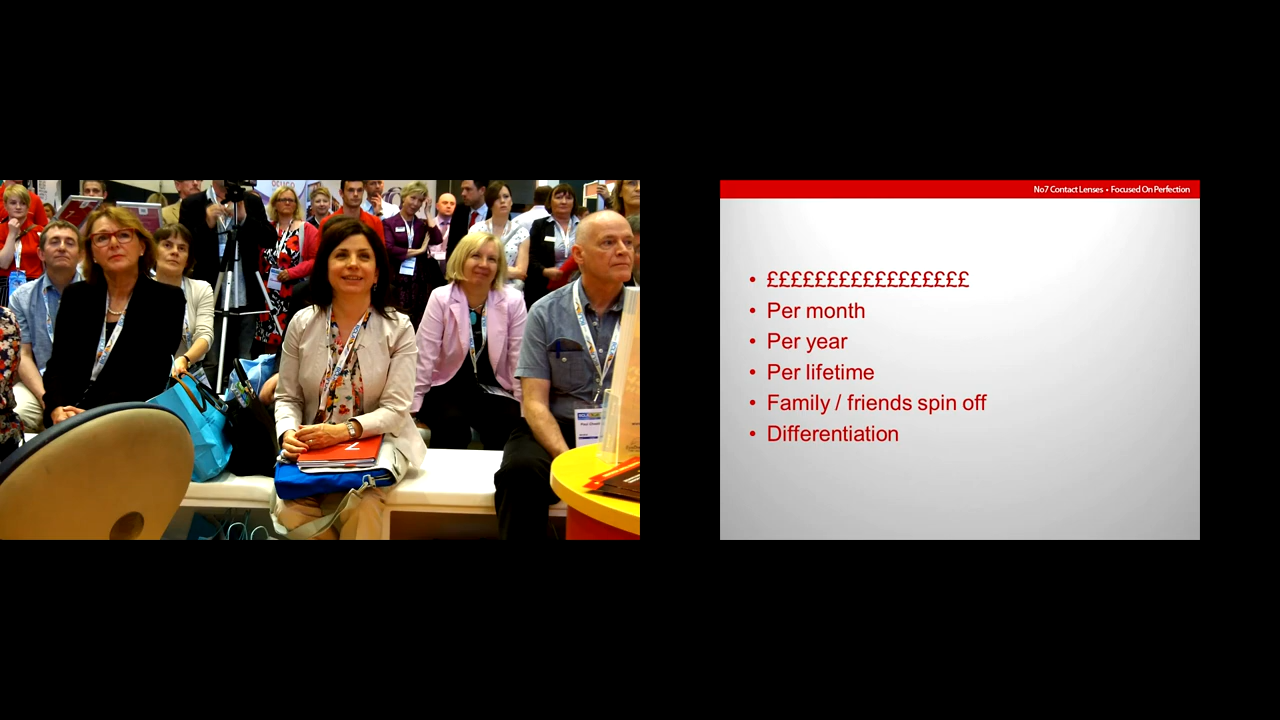 No7 Contact Lenses • Focused On Perfection
• £££££££££££££££££
• Per month
• Per year
• Per lifetime
• Family / friends spin off
• Differentiation